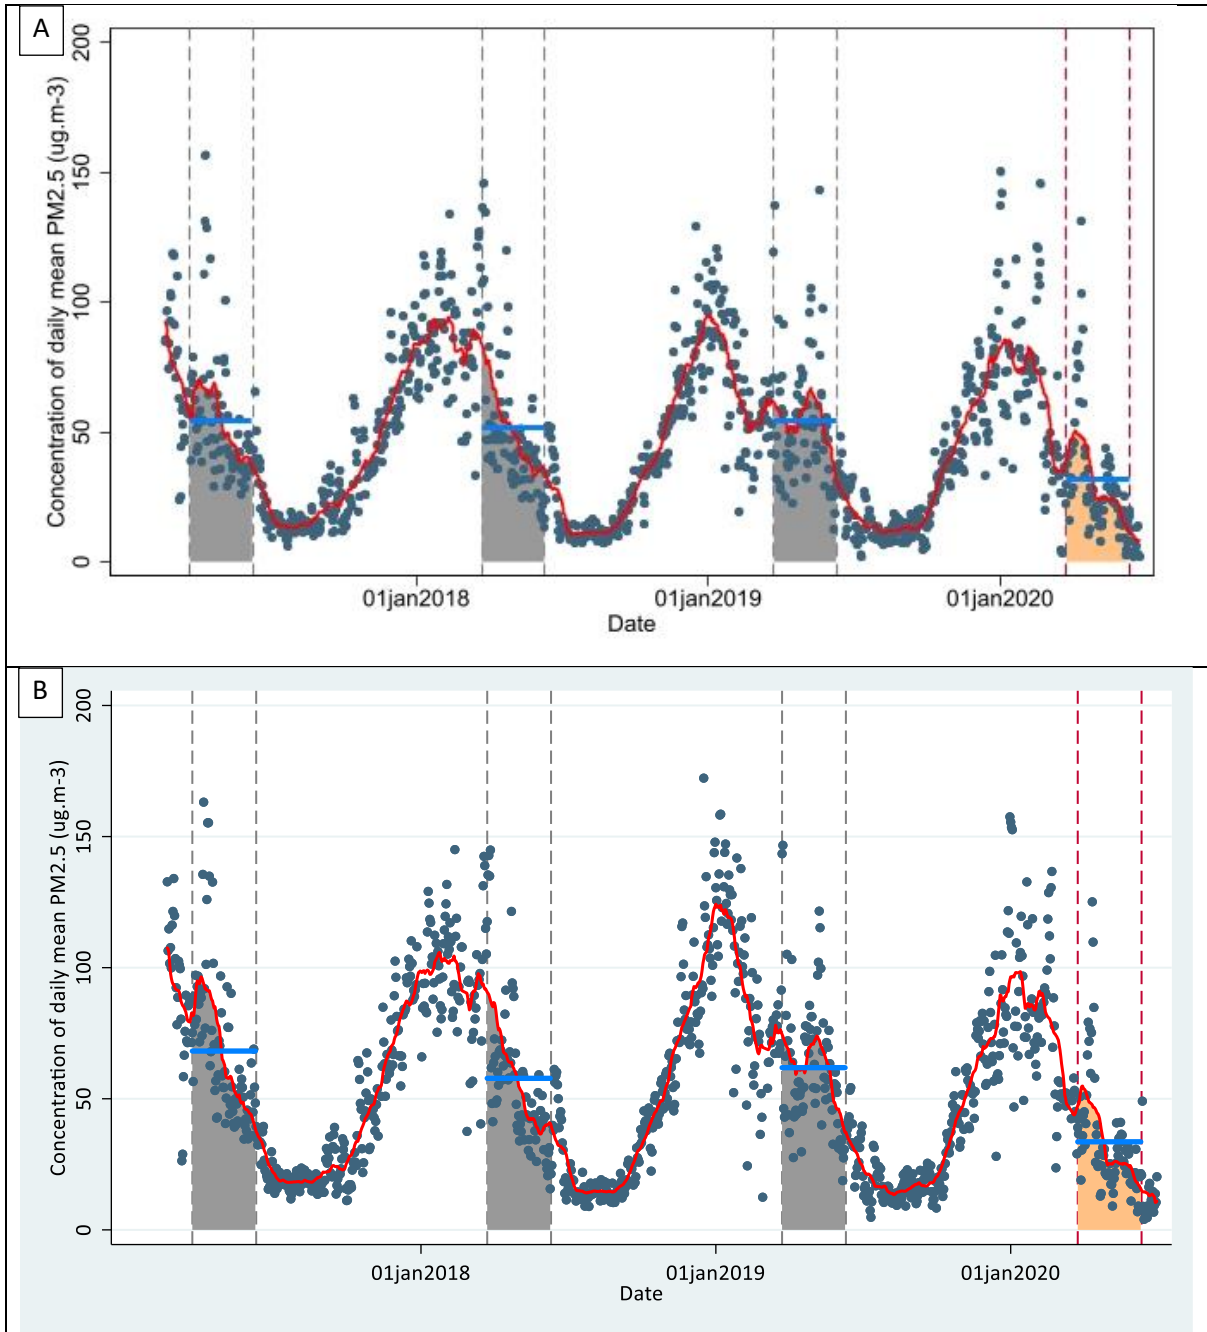 A
Concentration of daily mean PM2.5 (ug.m-3)
200
150
100
50
0
01jan2018
01jan2019
01jan2020
Date
B
Concentration of daily mean PM2.5 (ug.m-3)
200
150
100
50
0
01jan2018
01jan2019
01jan2020
Date